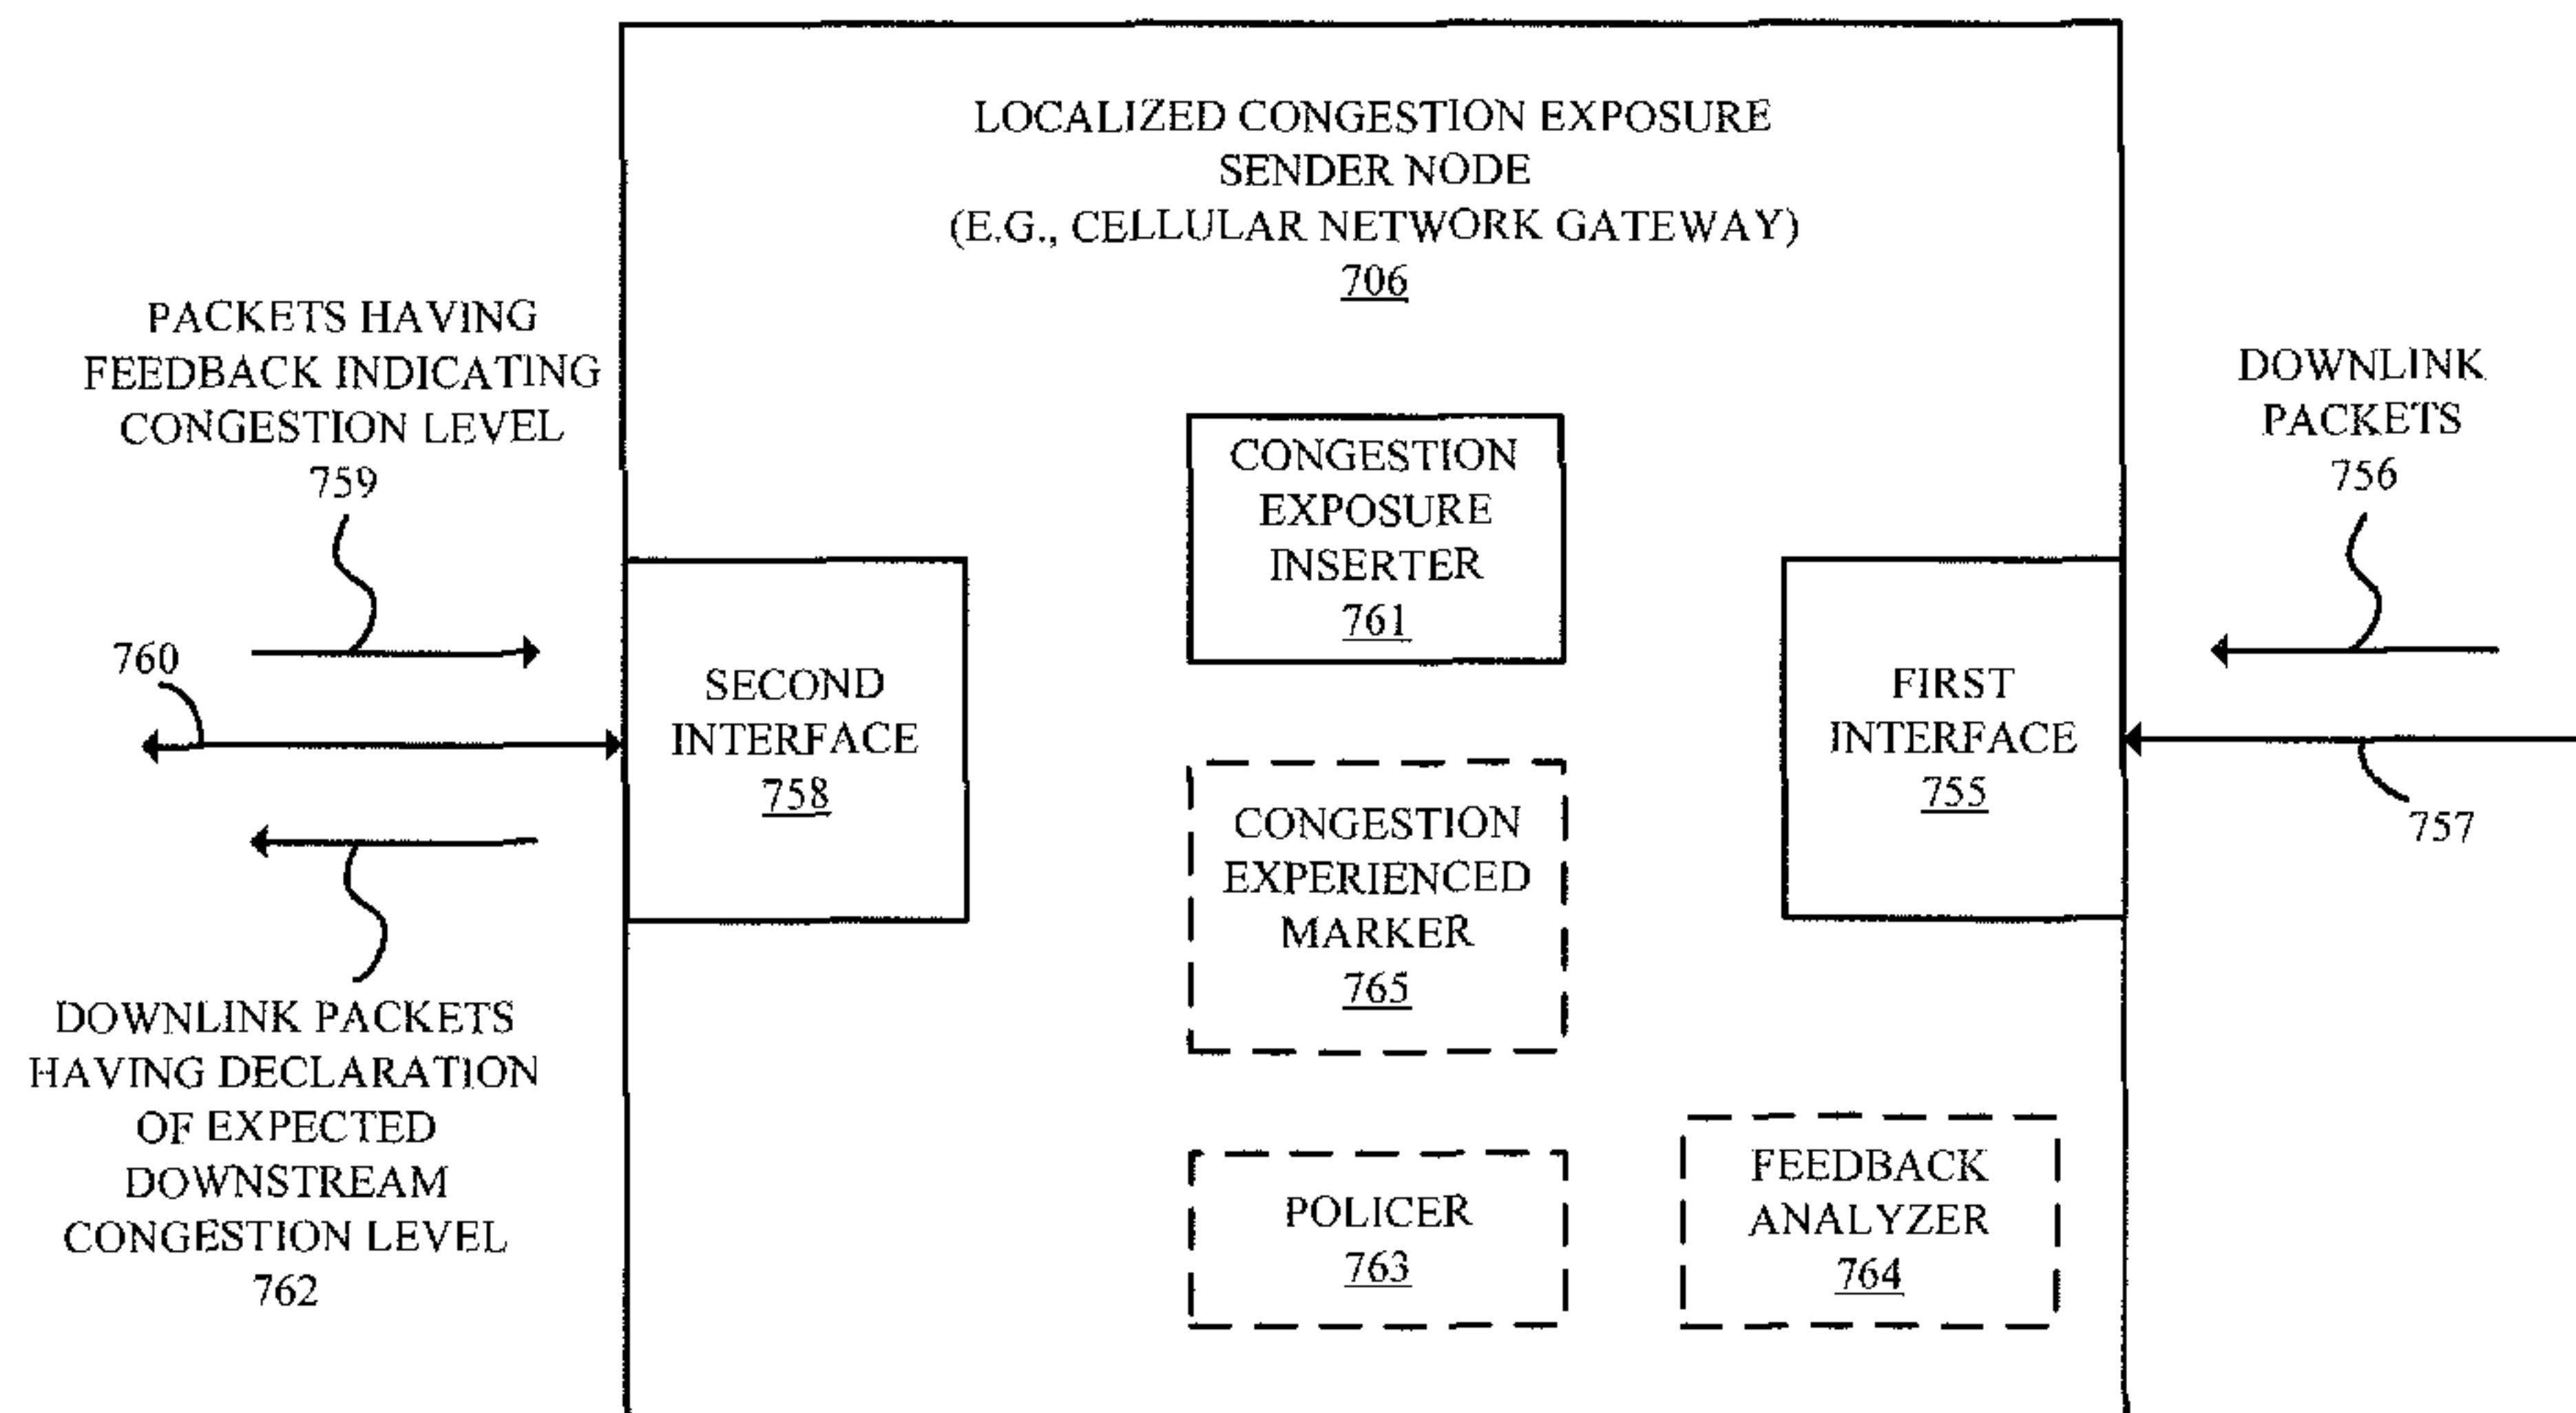 LOCALIZED CONGESTION EXPOSURE
SENDER NODE
(E.G., CELLULAR NETWORK GATEWAY)
706
PACKETS HAVING
FEEDBACK INDICATING
CONGESTION LEVEL
759
760
SECOND
INTERFACE
758
DOWNLINK PACKETS
HAVING DECLARATION
OF EXPECTED
DOWNSTREAM
CONGESTION LEVEL
762
CONGESTION
EXPOSURE
INSERTER
761
CONGESTION
EXPERIENCED
MARKER
765
POLICER
763
FEEDBACK
ANALYZER
764
FIRST
INTERFACE
755
DOWNLINK
PACKETS
756
757